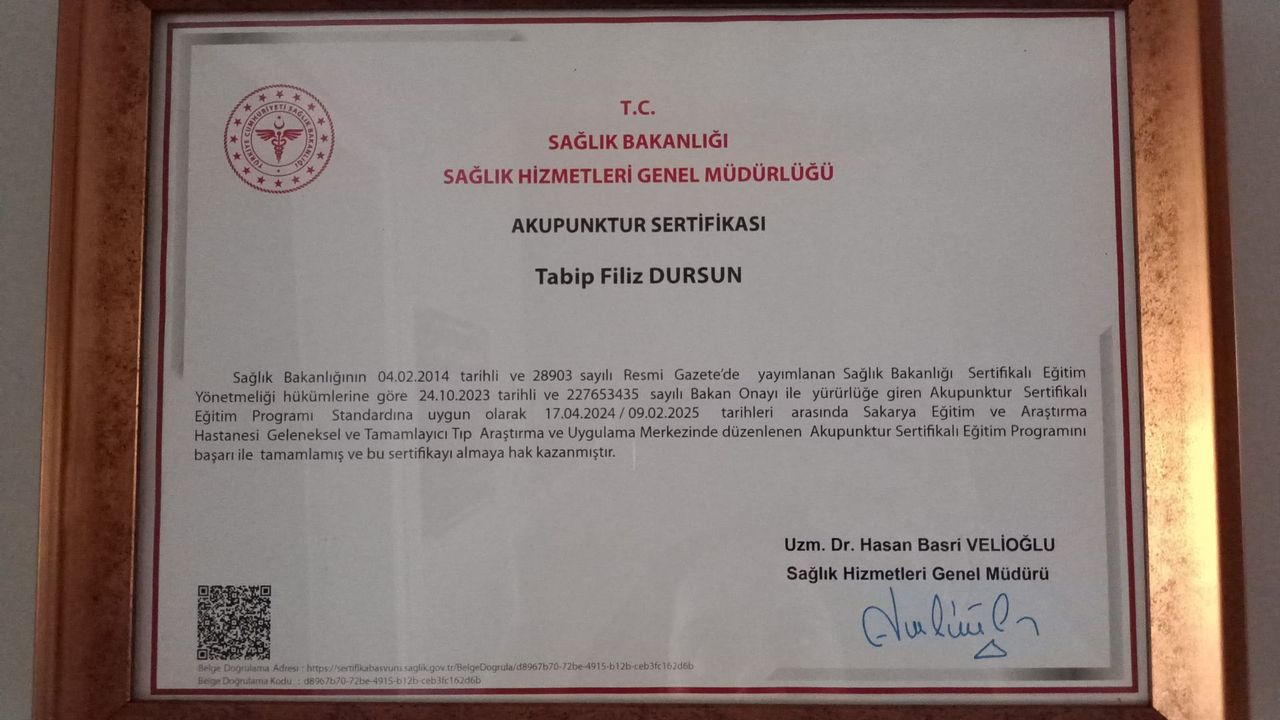 TÜRKİYE CUMHURİYETİ SAĞLIK BAKANLIĞI
T.C.
SAĞLIK BAKANLIĞI
SAĞLIK HİZMETLERİ GENEL MÜDÜRLÜĞÜ
AKUPUNKTUR SERTİFİKASI
Tabip Filiz DURSUN
Sağlık Bakanlığının 04.02.2014 tarihli ve 28903 sayılı Resmi Gazete'de yayımlanan Sağlık Bakanlığı Sertifikalı Eğitim
Yönetmeliği hükümlerine göre 24.10.2023 tarihli ve 227653435 sayılı Bakan Onayı ile yürürlüğe giren Akupunktur Sertifikalı
Eğitim Programı Standardına uygun olarak 17.04.2024 / 09.02.2025 tarihleri arasında Sakarya Eğitim ve Araştırma
Hastanesi Geleneksel ve Tamamlayıcı Tıp Araştırma ve Uygulama Merkezinde düzenlenen Akupunktur Sertifikalı Eğitim Programını
başarı ile tamamlamış ve bu sertifikayı almaya hak kazanmıştır.
Uzm. Dr. Hasan Basri VELİOĞLU
Sağlık Hizmetleri Genel Müdürü
Belge Doğrulama Adresi : https://sertifikabasvuru.saglik.gov.tr/BelgeDogrula/d8967b70-72be-4915-b12b-ceb3fc162d6b
Belge Doğrulama Kodu : d8967b70-72be-4915-b12b-ceb3fc162d6b